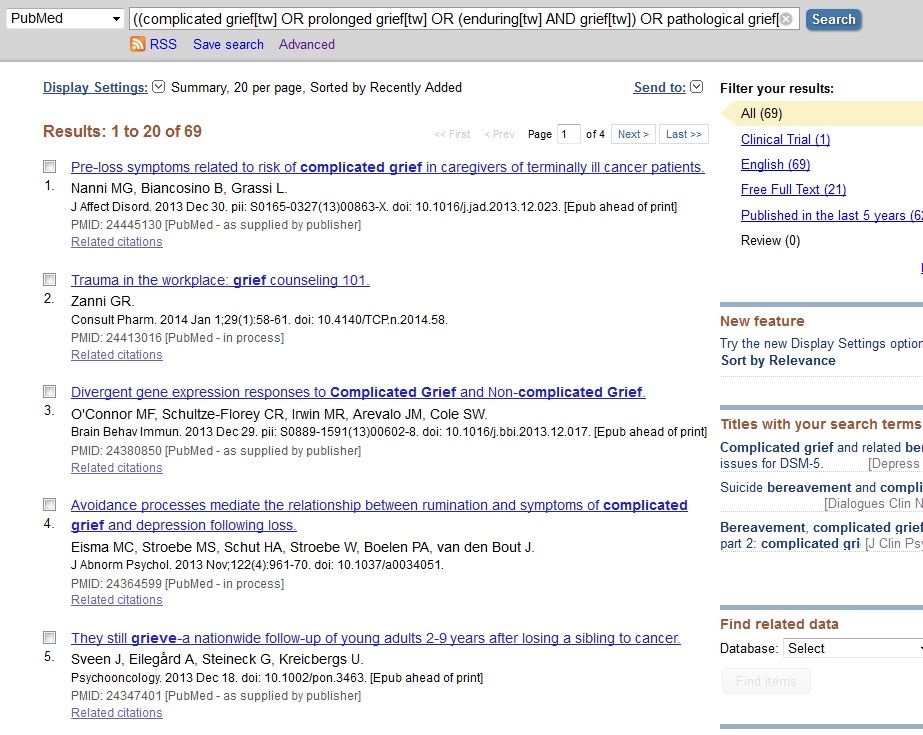 PubMed
((complicated grief[tw] OR prolonged grief[tw] OR (enduring[tw] AND grief[tw]) OR pathological grief[
Search
RSS Save search Advanced
Display Settings: Summary, 20 per page, Sorted by Recently Added Send to:
Results: 1 to 20 of 69
<< First < Prev Page 1 of 4 Next > Last >>
Pre-loss symptoms related to risk of complicated grief in caregivers of terminally ill cancer patients.
1. Nanni MG, Biancosino B, Grassi L.
J Affect Disord. 2013 Dec 30. pii: S0165-0327(13)00863-X. doi: 10.1016/j.jad.2013.12.023. [Epub ahead of print]
PMID: 24445130 [PubMed - as supplied by publisher]
Related citations
Trauma in the workplace: grief counseling 101.
2. Zanni GR.
Consult Pharm. 2014 Jan 1;29(1):58-61. doi: 10.4140/TCP.n.2014.58.
PMID: 24413016 [PubMed - in process]
Related citations
Divergent gene expression responses to Complicated Grief and Non-complicated Grief.
3. O'Connor MF, Schultze-Florey CR, Irwin MR, Arevalo JM, Cole SW.
Brain Behav Immun. 2013 Dec 29. pii: S0889-1591(13)00602-8. doi: 10.1016/j.bbi.2013.12.017. [Epub ahead of print]
PMID: 24380850 [PubMed - as supplied by publisher]
Related citations
Avoidance processes mediate the relationship between rumination and symptoms of complicated
4. grief and depression following loss.
Eisma MC, Stroebe MS, Schut HA, Stroebe W, Boelen PA, van den Bout J.
J Abnorm Psychol. 2013 Nov;122(4):961-70. doi: 10.1037/a0034051.
PMID: 24364599 [PubMed - in process]
Related citations
They still grieve-a nationwide follow-up of young adults 2-9 years after losing a sibling to cancer.
5. Sveen J, Eilegård A, Steineck G, Kreicbergs U.
Psychooncology. 2013 Dec 18. doi: 10.1002/pon.3463. [Epub ahead of print]
PMID: 24347401 [PubMed - as supplied by publisher]
Related citations
Filter your results:
All (69)
Clinical Trial (1)
English (69)
Free Full Text (21)
Published in the last 5 years (62
Review (0)
New feature
Try the new Display Settings option
Sort by Relevance
Titles with your search terms
Complicated grief and related ber
issues for DSM-5. [Depress
Suicide bereavement and compli
[Dialogues Clin N
Bereavement, complicated grief
part 2: complicated gri [J Clin Psy
Find related data
Database: Select
Find items